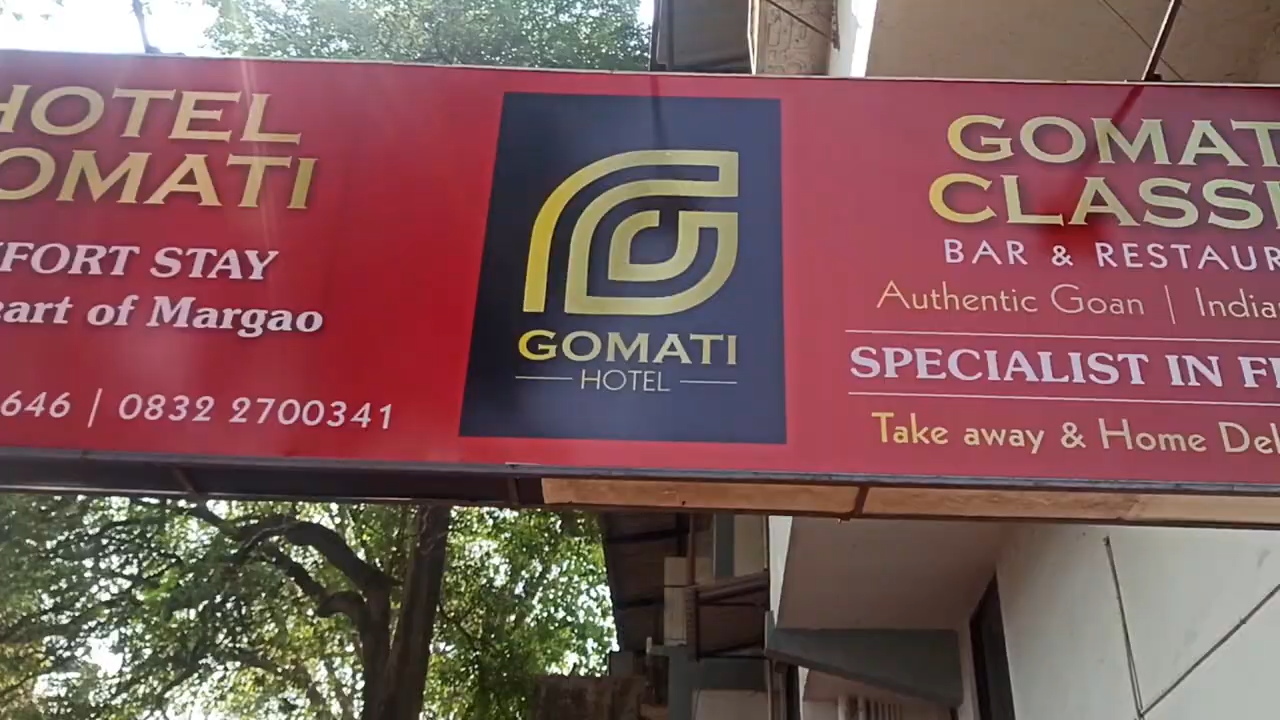 HOTEL
OMATI
FORT STAY
eart of Margao
646 | 0832 2700341
GOMATI
HOTEL
GOMAT
CLASSI
BAR & RESTAUR
Authentic Goan | India
SPECIALIST IN F
Take away & Home Del